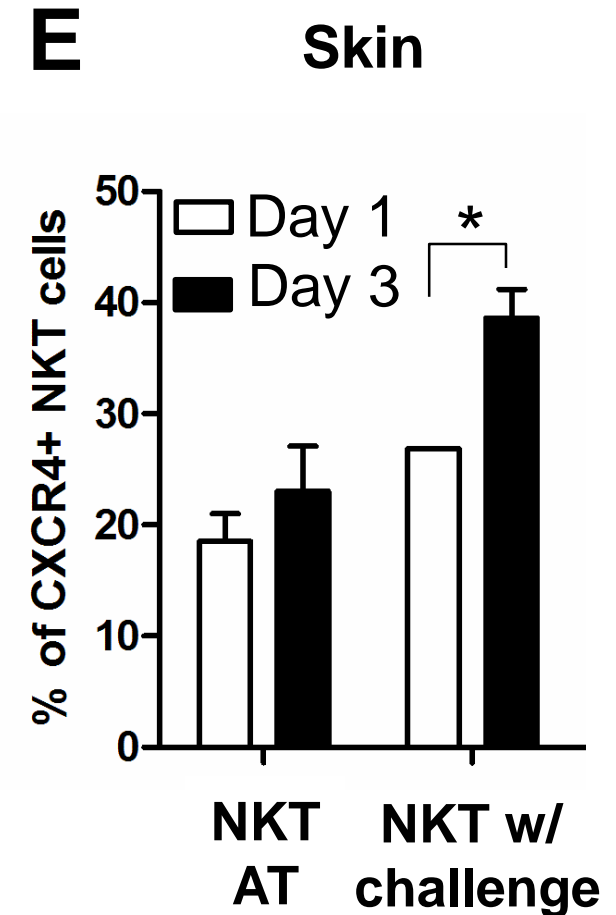 E
Skin
% of CXCR4+ NKT cells
50
40
30
20
10
0
Day 1
Day 3
*
NKT AT
NKT w/ challenge